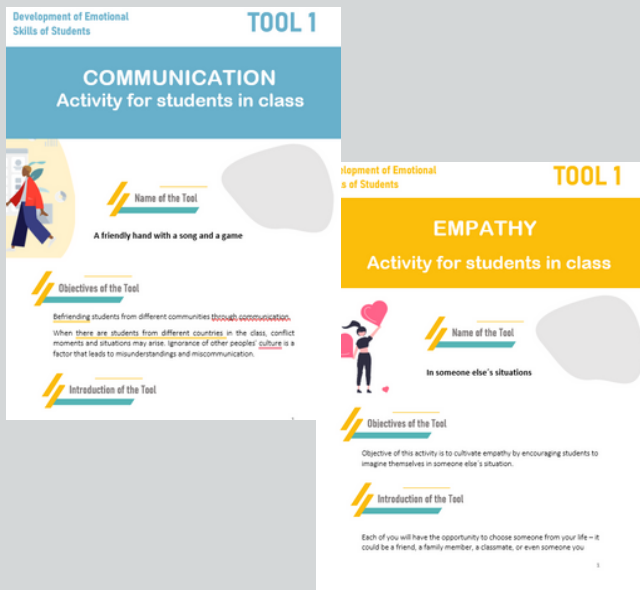 Development of Emotional
Skills of Students
TOOL 1
COMMUNICATION
Activity for students in class
Name of the Tool
A friendly hand with a song and a game
Objectives of the Tool
Befriending students from different communities through communication.
When there are students from different countries in the class, conflict
moments and situations may arise. Ignorance of other peoples' culture is a
factor that leads to misunderstandings and miscommunication.
Introduction of the Tool
elopment of Emotional
s of Students
TOOL 1
EMPATHY
Activity for students in class
Name of the Tool
In someone else´s situations
Objectives of the Tool
Objective of this activity is to cultivate empathy by encouraging students to
imagine themselves in someone else´s situation.
Introduction of the Tool
Each of you will have the opportunity to choose someone from your life – it
could be a friend, a family member, a classmate, or even someone you